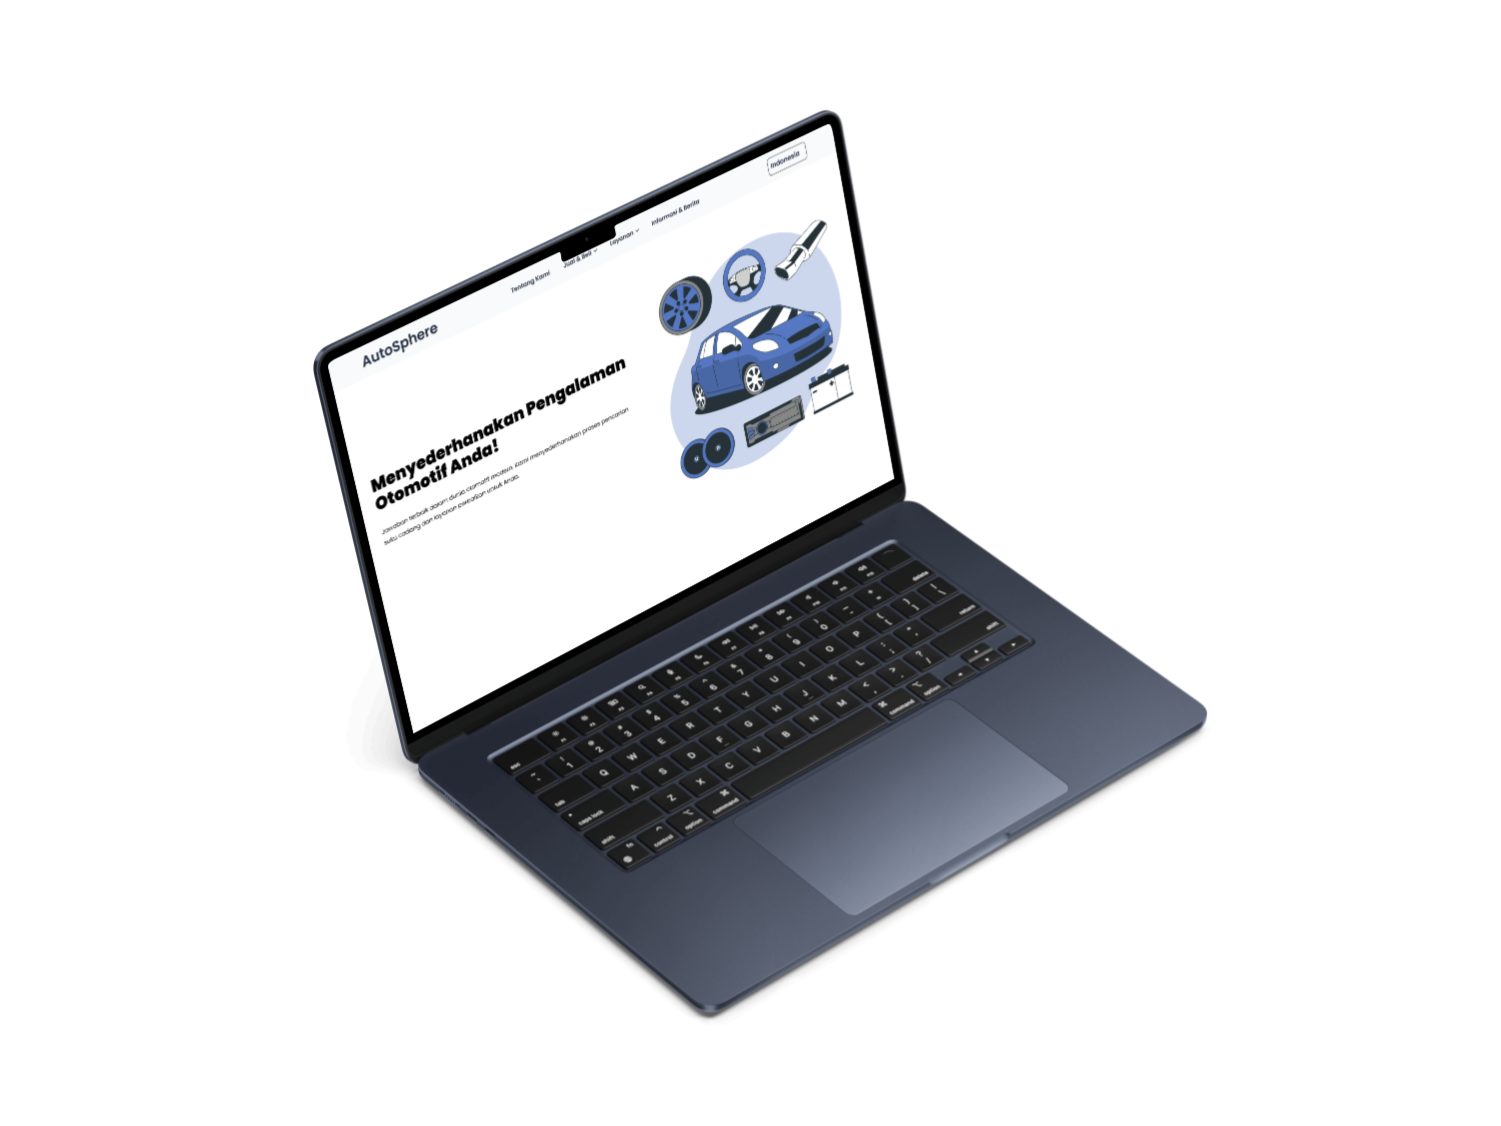 Indonesia
Tentang Kami
Jual & Beli
Layanan
Informasi & Berita
AutoSphere
Menyederhanakan Pengalaman
Otomotif Anda!
Jawaban terbaik dalam dunia otomotif modern. Kami menyederhanakan proses pencarian
suku cadang dan layanan perbaikan untuk Anda.
esc
delete
tab
Q W E R T Y U I O P
caps lock
A S D F G H J K L
return
shift
Z X C V B N M
shift
fn
control
option
command
command
option